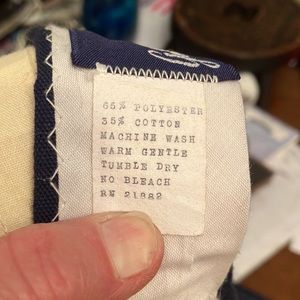 65% POLYESTER
35% COTTON
MACHINE WASH
WARM GENTLE
TUMBLE DRY
NO BLEACH
RN 21882